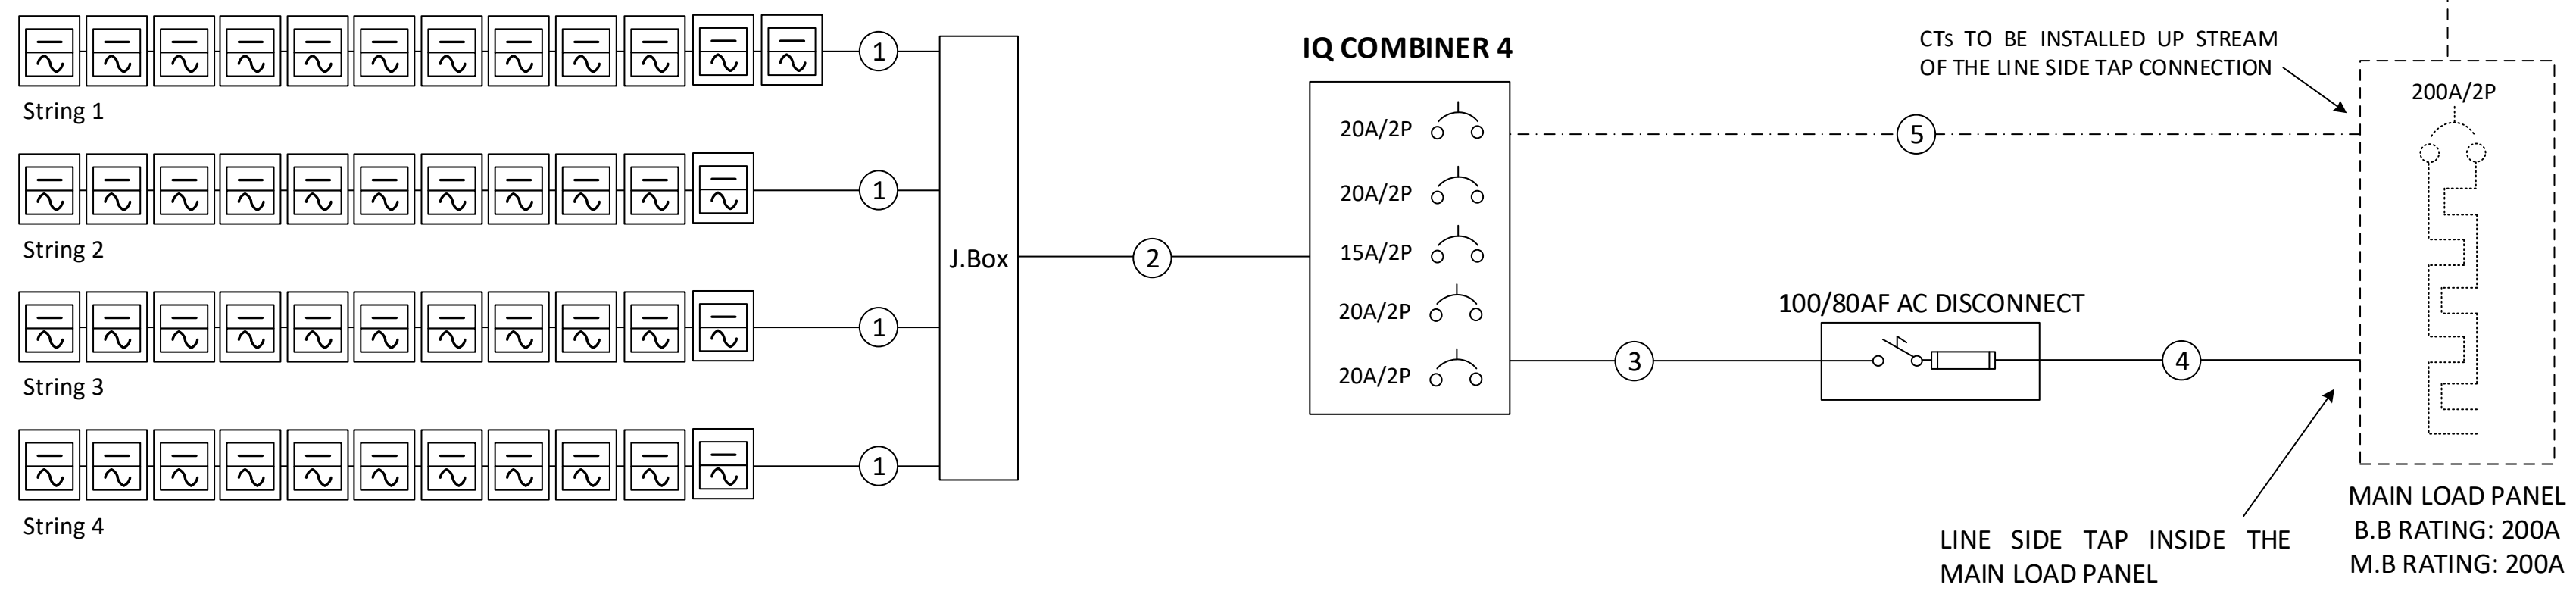 String 1
1
String 2
1
String 3
1
String 4
1
J.Box
2
IQ COMBINER 4
20A/2P
20A/2P
15A/2P
20A/2P
20A/2P
5
3
100/80AF AC DISCONNECT
4
CTs TO BE INSTALLED UP STREAM
OF THE LINE SIDE TAP CONNECTION
200A/2P
LINE SIDE TAP INSIDE THE
MAIN LOAD PANEL
MAIN LOAD PANEL
B.B RATING: 200A
M.B RATING: 200A